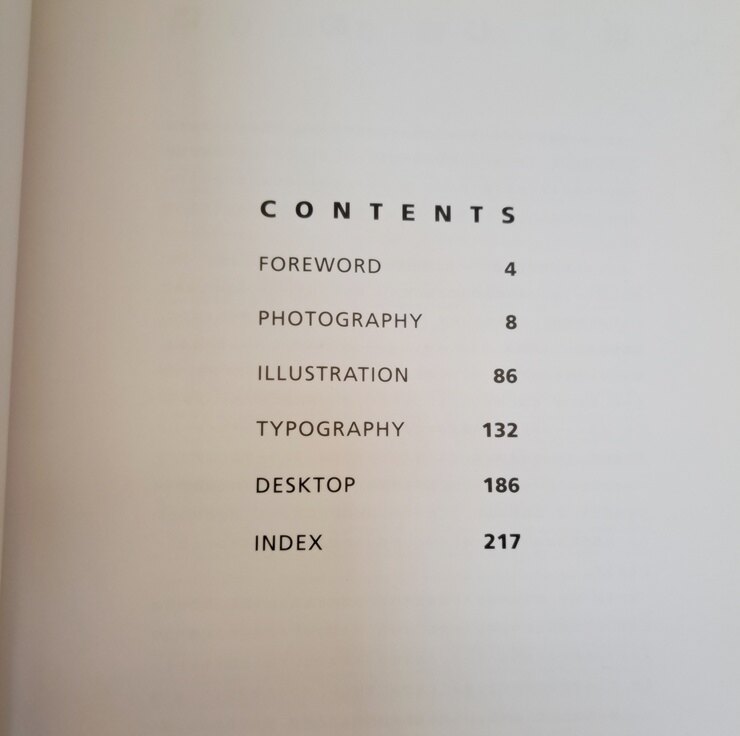 CONTENTS
FOREWORD 4
PHOTOGRAPHY 8
ILLUSTRATION 86
TYPOGRAPHY 132
DESKTOP 186
INDEX 217